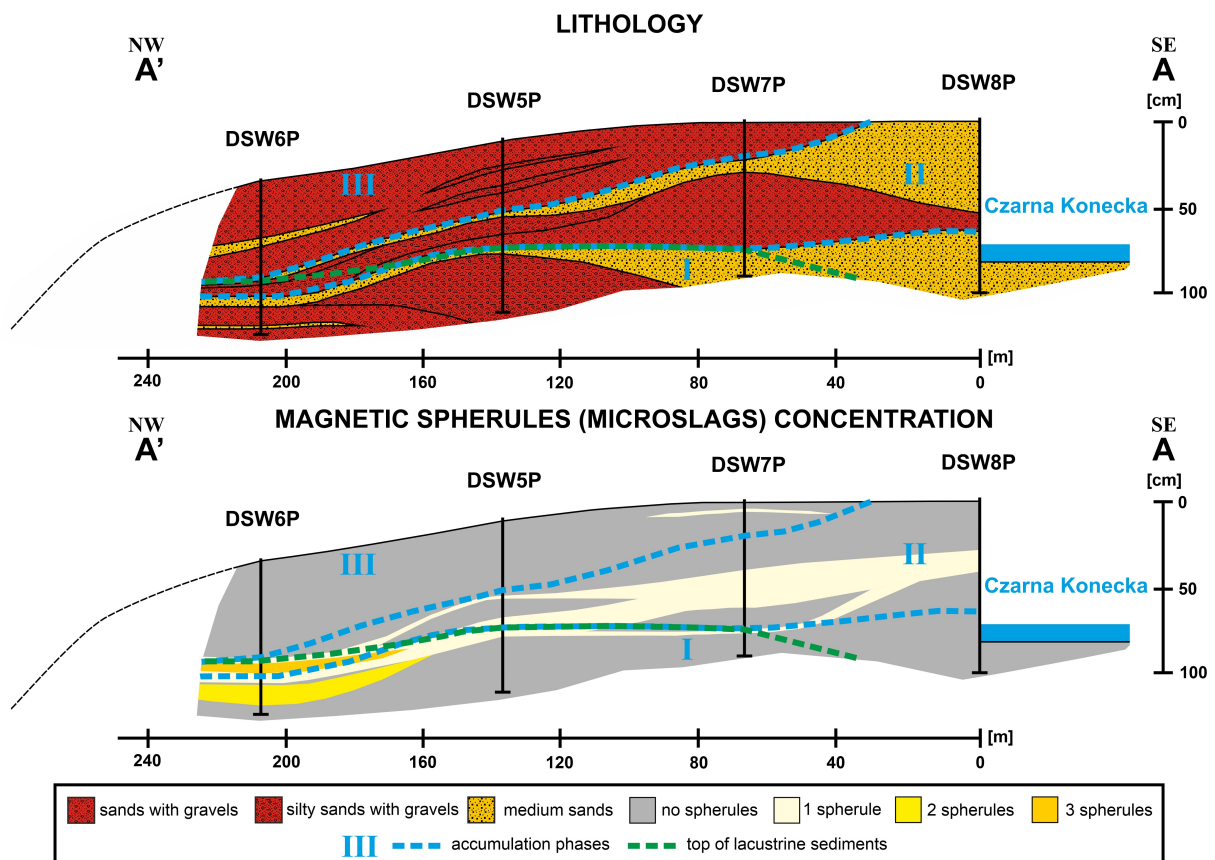 LITHOLOGY
NW
A’
SE
A
[cm]
DSW6P
DSW5P
DSW7P
DSW8P
0
50
100
III
II
I
Czarna Konecka
240
200
160
120
80
40
0
[m]
MAGNETIC SPHERULES (MICROSLAGS) CONCENTRATION
NW
A’
SE
A
[cm]
DSW6P
DSW5P
DSW7P
DSW8P
0
50
100
III
II
I
Czarna Konecka
240
200
160
120
80
40
0
[m]
sands with gravels silty sands with gravels medium sands no spherules 1 spherule 2 spherules 3 spherules
III accumulation phases top of lacustrine sediments